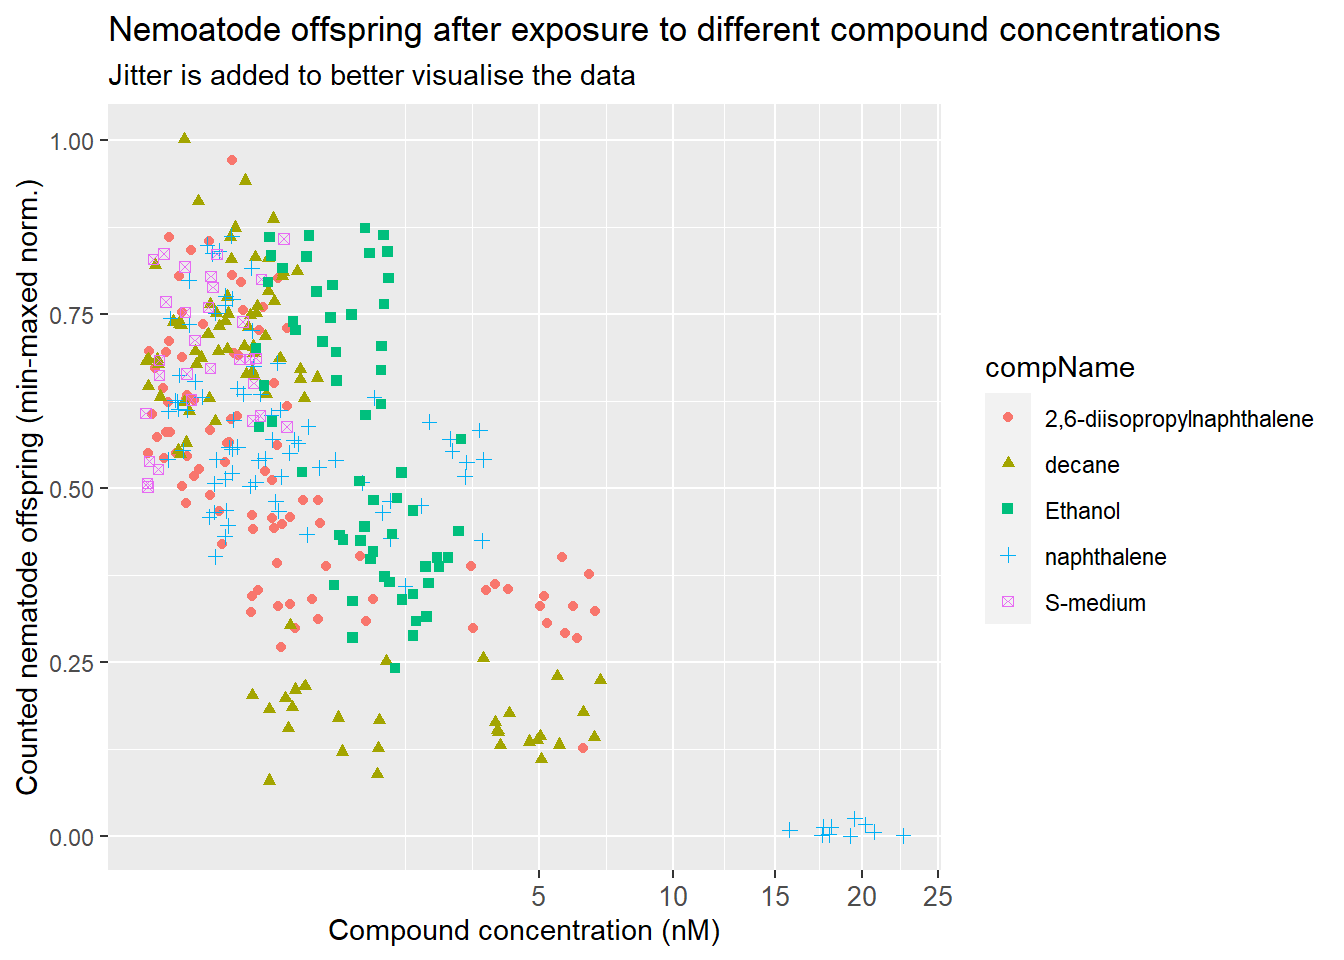 Nemoatode offspring after exposure to different compound concentrations
Jitter is added to better visualise the data
Counted nematode offspring (min-maxed norm.)
1.00
0.75
0.50
0.25
0.00
5
10
15
20
25
Compound concentration (nM)
compName
2,6-diisopropylnaphthalene
decane
Ethanol
naphthalene
S-medium